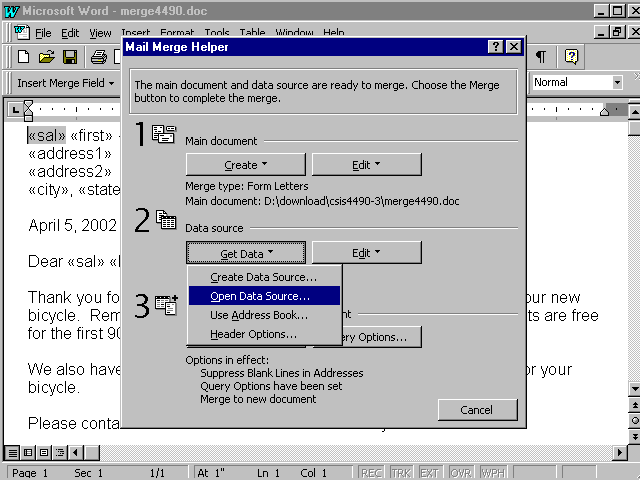 Microsoft Word - merge4490.doc
File Edit View Insert Format Tools Table Window Help
Mail Merge Helper
Insert Merge Field
Normal
The main document and data source are ready to merge. Choose the Merge
button to complete the merge.
«sal» «first»
«address1»
«address2»
«city», «state
1 Main document
Create Edit
Merge type: Form Letters
Main document: D:\download\csis4490-3\merge4490.doc
2 Data source
April 5, 2002
Get Data Edit
Dear «sal»
Create Data Source...
Open Data Source...
Use Address Book...
Header Options...
3
Query Options...
Thank you fo your new
bicycle. Rem ts are free
for the first 90
Options in effect:
Suppress Blank Lines in Addresses
Query Options have been set
Merge to new document
We also have for your
bicycle.
Cancel
Please conta
Page 1 Sec 1 1/1 At 1" Ln 1 Col 1 REC TRK EXT OVR WPH